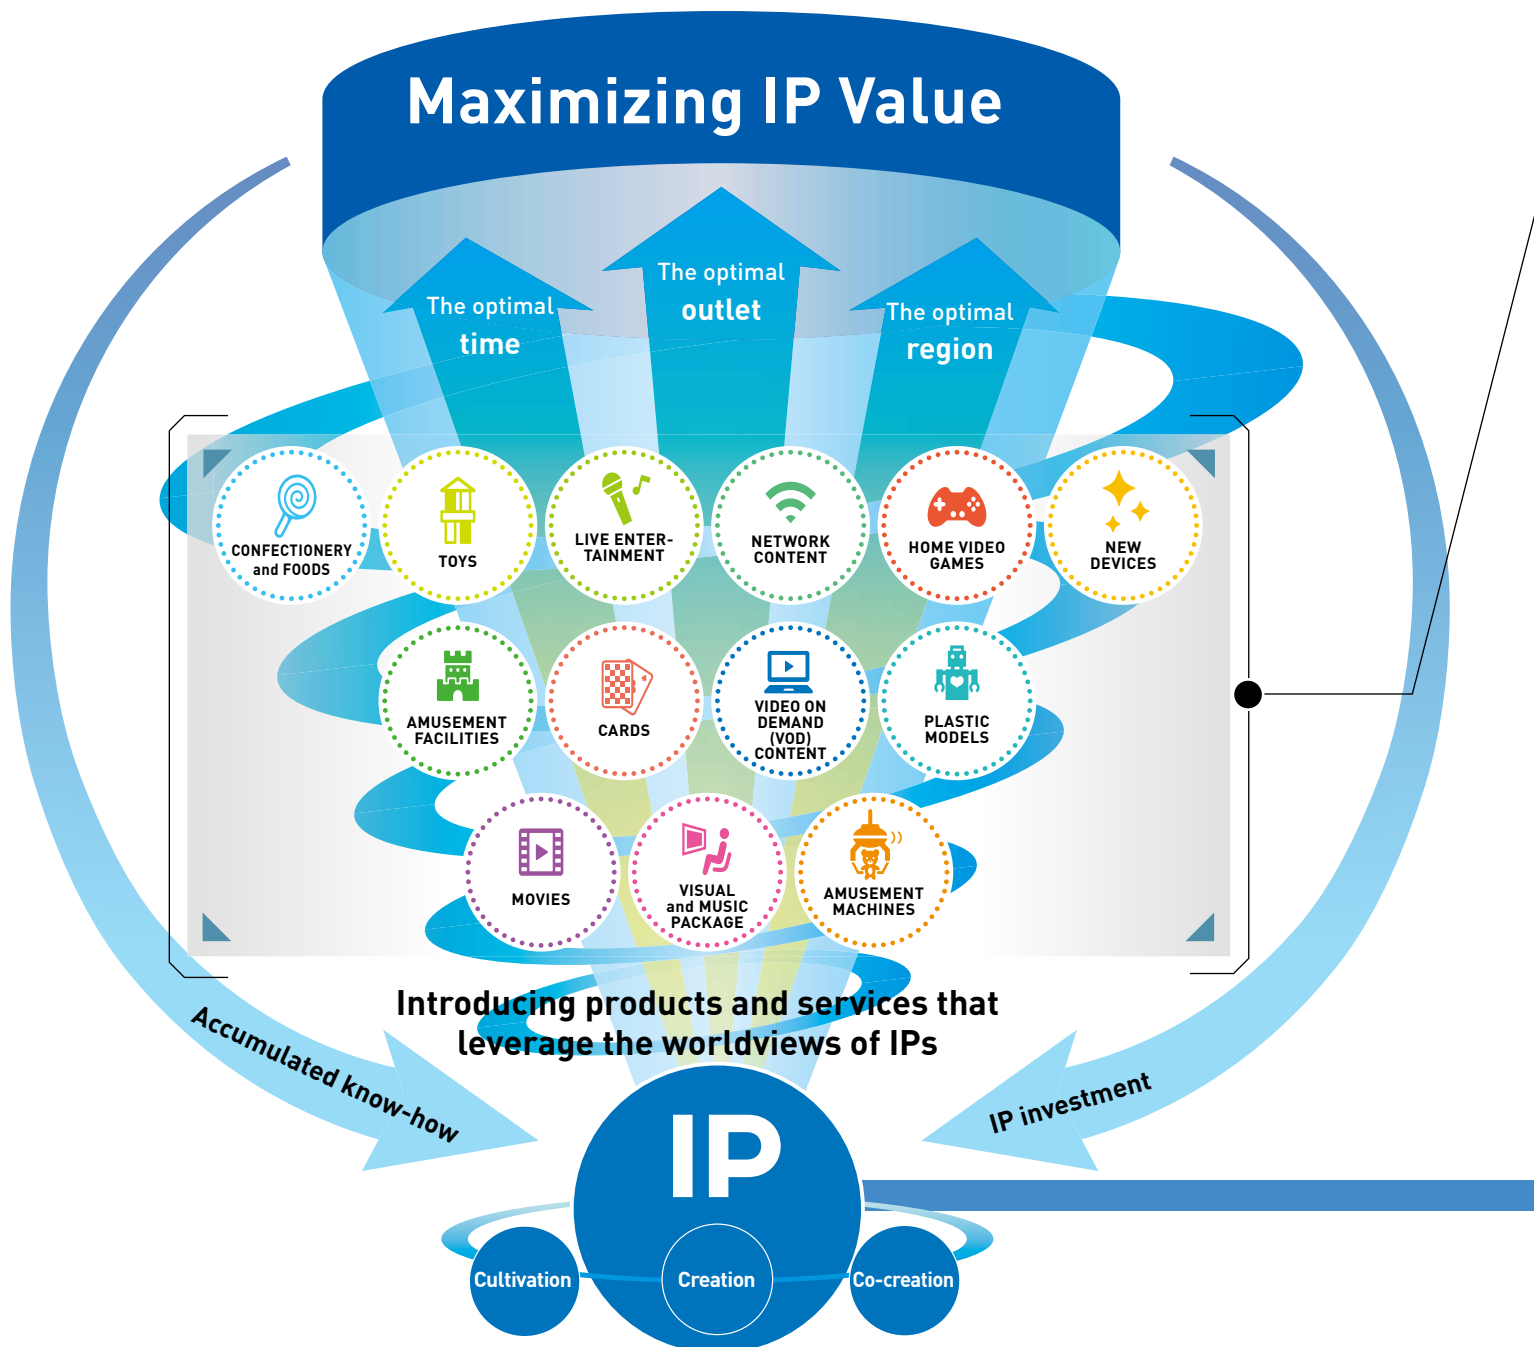 Maximizing IP Value
The optimal
time
The optimal
outlet
The optimal
region
CONFECTIONERY
and FOODS
TOYS
LIVE ENTER-
TAINMENT
NETWORK
CONTENT
HOME VIDEO
GAMES
NEW
DEVICES
AMUSEMENT
FACILITIES
CARDS
VIDEO ON
DEMAND
(VOD)
CONTENT
PLASTIC
MODELS
MOVIES
VISUAL
and MUSIC
PACKAGE
AMUSEMENT
MACHINES
Introducing products and services that
leverage the worldviews of IPs
Accumulated know-how
IP investment
IP
Cultivation
Creation
Co-creation